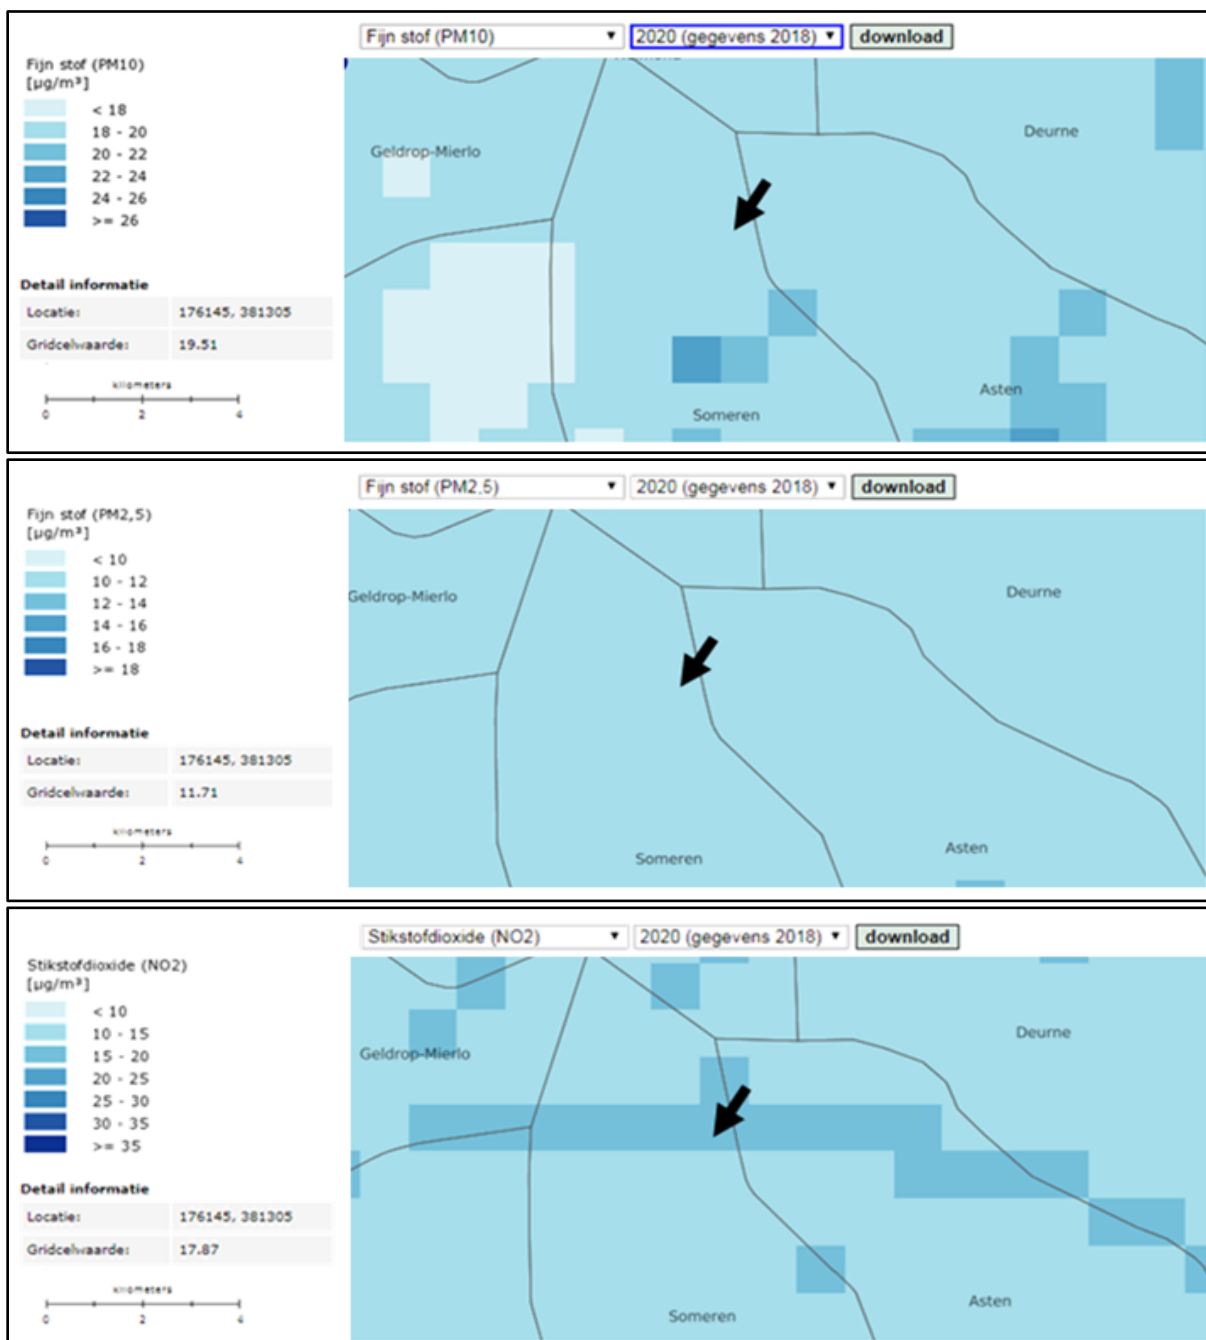 Fijn stof (PM10) 2020 (gegevens 2018) download
Fijn stof (PM10)
[µg/m³]
< 18
18 - 20
20 - 22
22 - 24
24 - 26
>= 26
Geldrop-Mierlo
Deurne
Asten
Someren
Detail informatie
Locatie: 176145, 381305
Gridcelwaarde: 19.51
kilometers
0 2 4
Fijn stof (PM2,5) 2020 (gegevens 2018) download
Fijn stof (PM2,5)
[µg/m³]
< 10
10 - 12
12 - 14
14 - 16
16 - 18
>= 18
Geldrop-Mierlo
Deurne
Asten
Someren
Detail informatie
Locatie: 176145, 381305
Gridcelwaarde: 11.71
kilometers
0 2 4
Stikstofdioxide (NO2) 2020 (gegevens 2018) download
Stikstofdioxide (NO2)
[µg/m³]
< 10
10 - 15
15 - 20
20 - 25
25 - 30
30 - 35
>= 35
Geldrop-Mierlo
Deurne
Asten
Someren
Detail informatie
Locatie: 176145, 381305
Gridcelwaarde: 17.87
kilometers
0 2 4